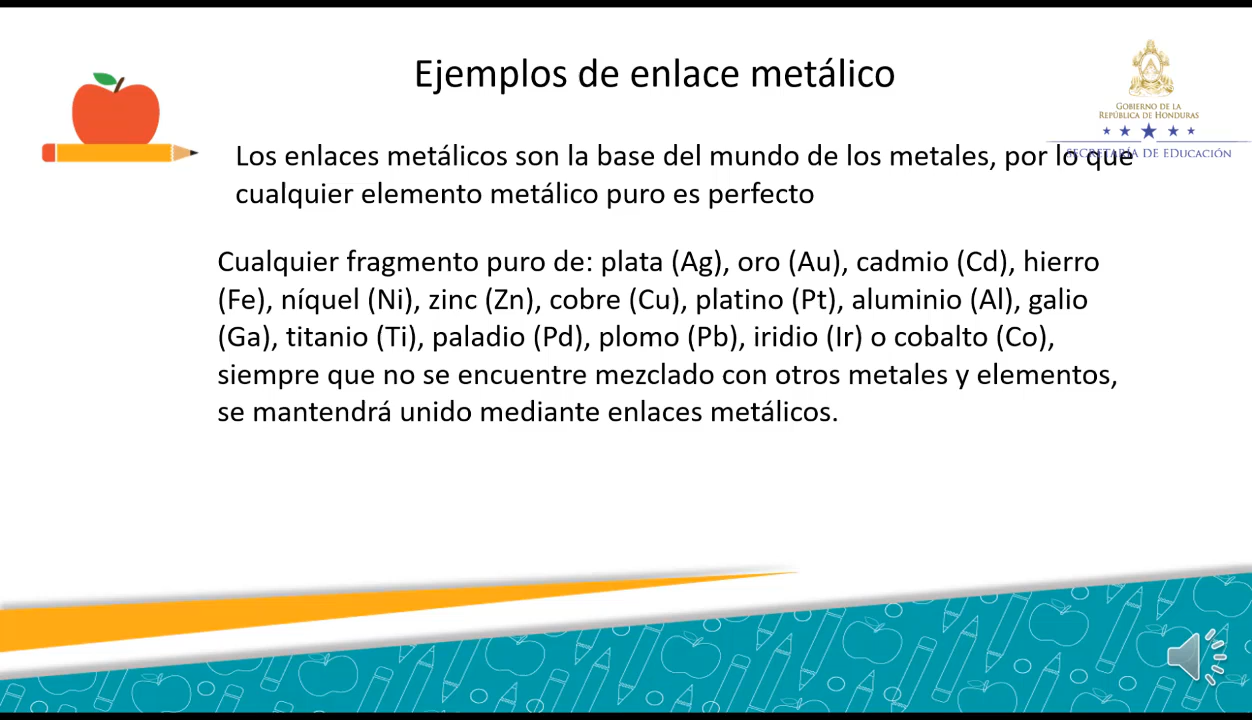 Ejemplos de enlace metálico
GOBIERNO DE LA
REPÚBLICA DE HONDURAS
SECRETARÍA DE EDUCACIÓN
Los enlaces metálicos son la base del mundo de los metales, por lo que
cualquier elemento metálico puro es perfecto
Cualquier fragmento puro de: plata (Ag), oro (Au), cadmio (Cd), hierro
(Fe), níquel (Ni), zinc (Zn), cobre (Cu), platino (Pt), aluminio (Al), galio
(Ga), titanio (Ti), paladio (Pd), plomo (Pb), iridio (Ir) o cobalto (Co),
siempre que no se encuentre mezclado con otros metales y elementos,
se mantendrá unido mediante enlaces metálicos.